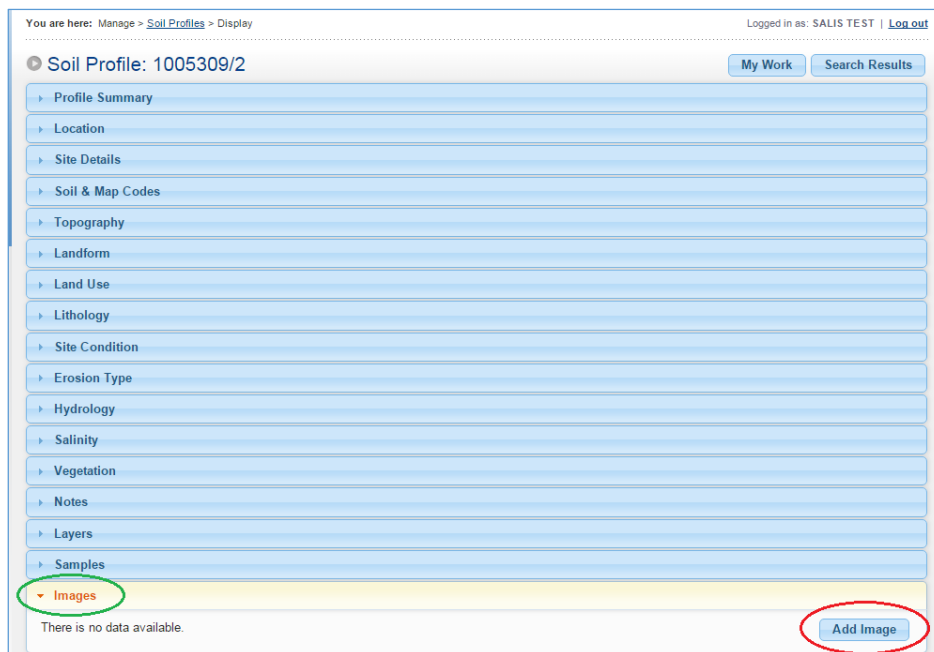 You are here: Manage > Soil Profiles > Display Logged in as: SALIS TEST | Log out
Soil Profile: 1005309/2 My Work Search Results
Profile Summary
Location
Site Details
Soil & Map Codes
Topography
Landform
Land Use
Lithology
Site Condition
Erosion Type
Hydrology
Salinity
Vegetation
Notes
Layers
Samples
Images
There is no data available. Add Image